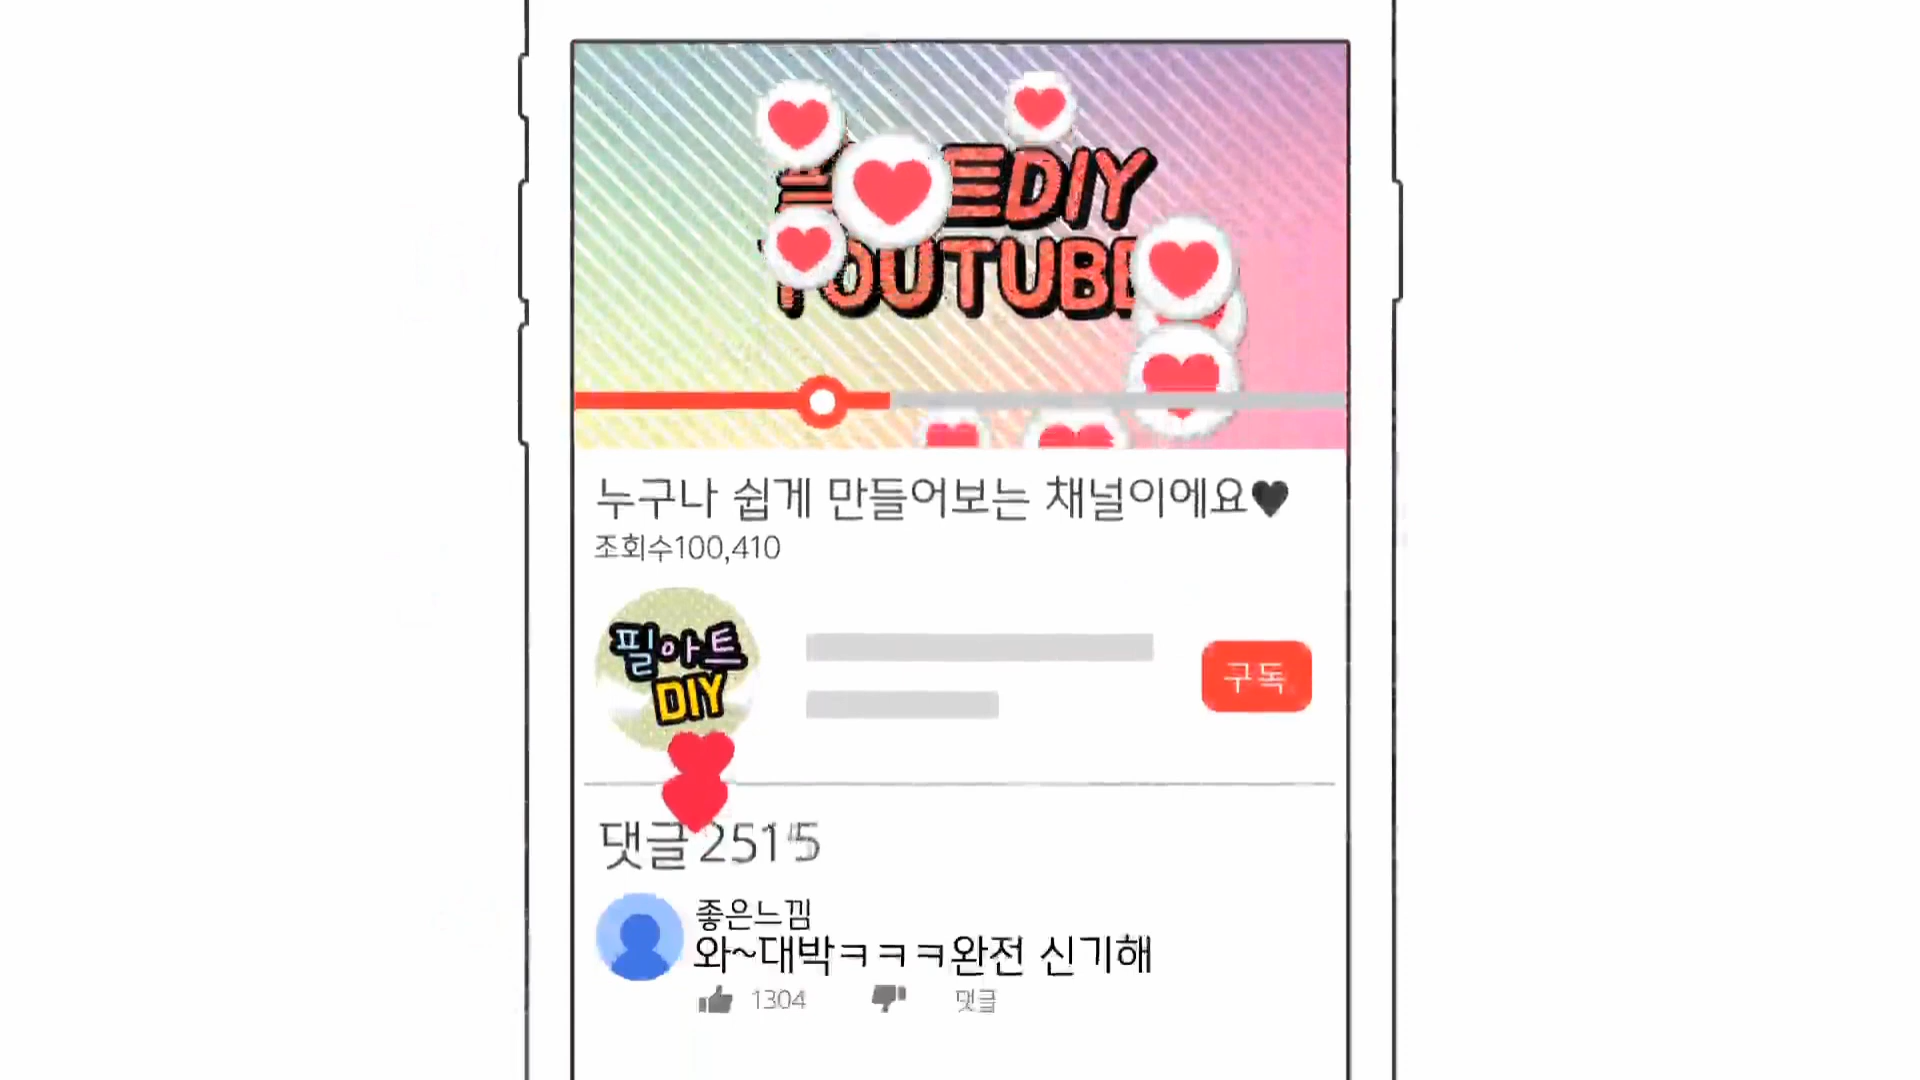 DIY
YOUTUBE
누구나 쉽게 만들어보는 채널이에요♥
조회수100,410
필아트
DIY
구독
댓글2515
좋은느낌
와~대박ㅋㅋㅋ완전 신기해
1304
댓글